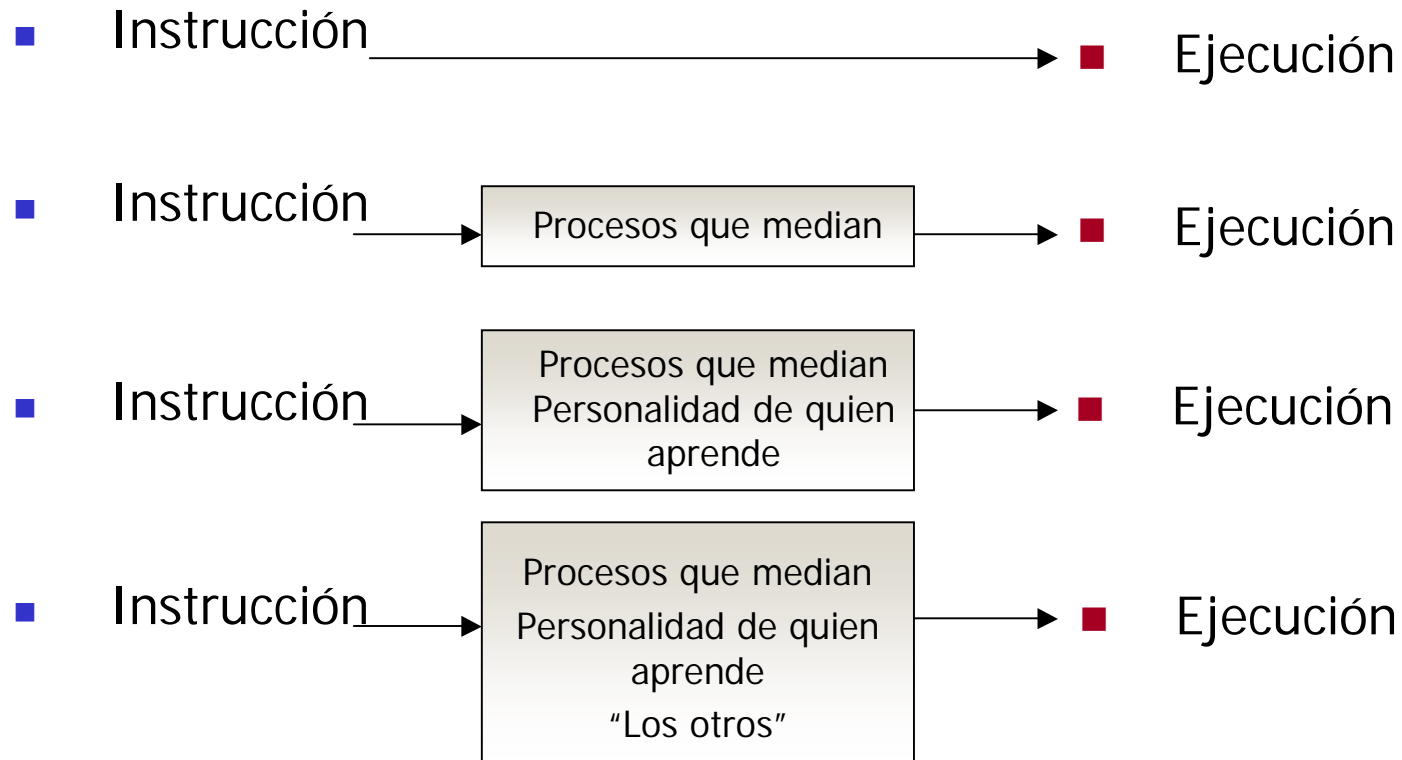 Instrucción
Ejecución
Instrucción
Procesos que median
Ejecución
Instrucción
Procesos que median
Personalidad de quien
aprende
Ejecución
Instrucción
Procesos que median
Personalidad de quien
aprende
“Los otros”
Ejecución